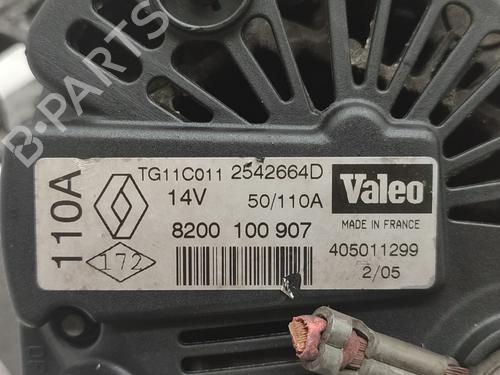 B-PARTS
110A
172
TG11C011 2542664D
14V 50/110A
8200 100 907
Valeo
MADE IN FRANCE
405011299
2/05